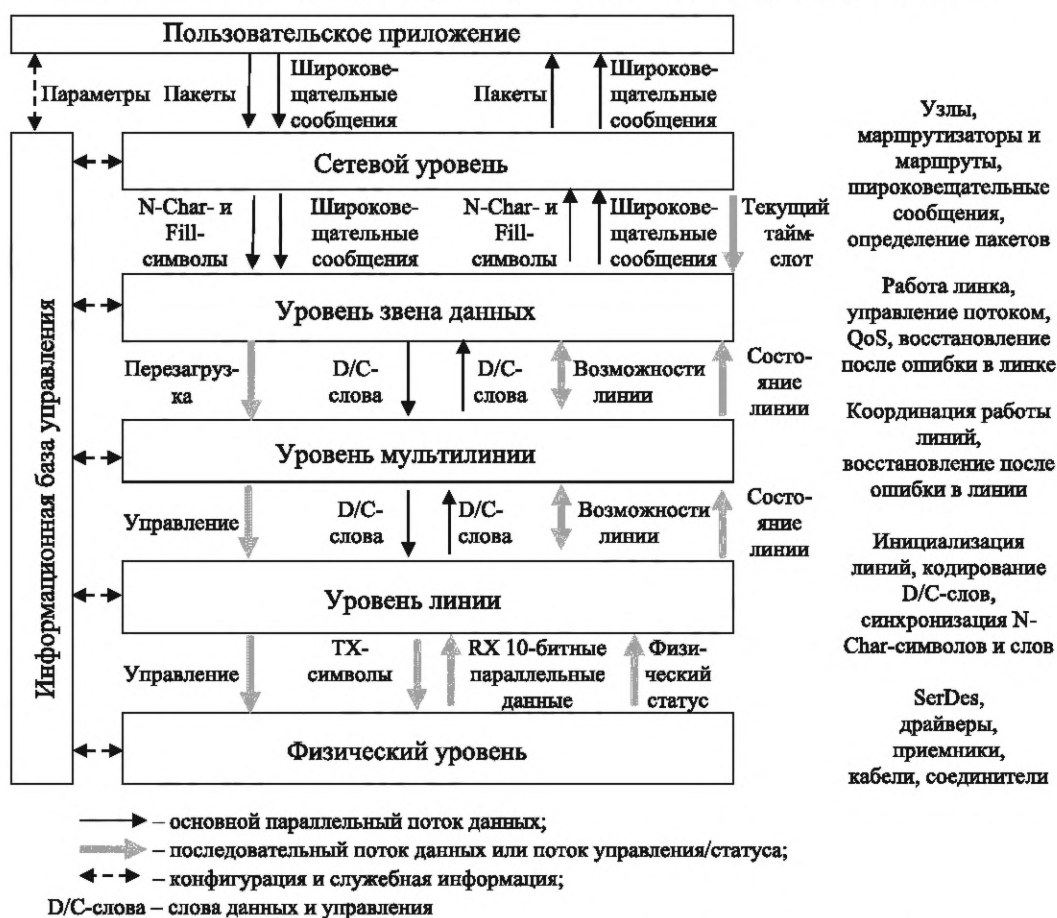 Пользовательское приложение
Параметры
Пакеты
Широкове-
щательные
сообщения
Пакеты
Широкове-
щательные
сообщения
Информационная база управления
Сетевой уровень
Узлы,
маршрутизаторы и
маршруты,
широковещательные
сообщения,
определение пакетов
N-Char- и
Fill-
символы
Широкове-
щательные
сообщения
N-Char- и
Fill-
символы
Широкове-
щательные
сообщения
Текущий
тайм-
слот
Уровень звена данных
Работа линка,
управление потоком,
QoS, восстановление
после ошибки в линке
Перезагруз-
ка
D/C-
слова
D/C-
слова
Возможности
линии
Состо-
яние
линии
Уровень мультилинии
Координация работы
линий,
восстановление после
ошибки в линии
Управление
D/C-
слова
D/C-
слова
Возможности
линии
Состо-
яние
линии
Уровень линии
Инициализация
линий, кодирование
D/C-слов,
синхронизация N-
Char-символов и слов
Управление
TX-
символы
RX 10-битные
параллельные
данные
Физи-
ческий
статус
Физический уровень
SerDes,
драйверы,
приемники,
кабели, соединители
– основной параллельный поток данных;
– последовательный поток данных или поток управления/статуса;
– конфигурация и служебная информация;
D/C-слова – слова данных и управления